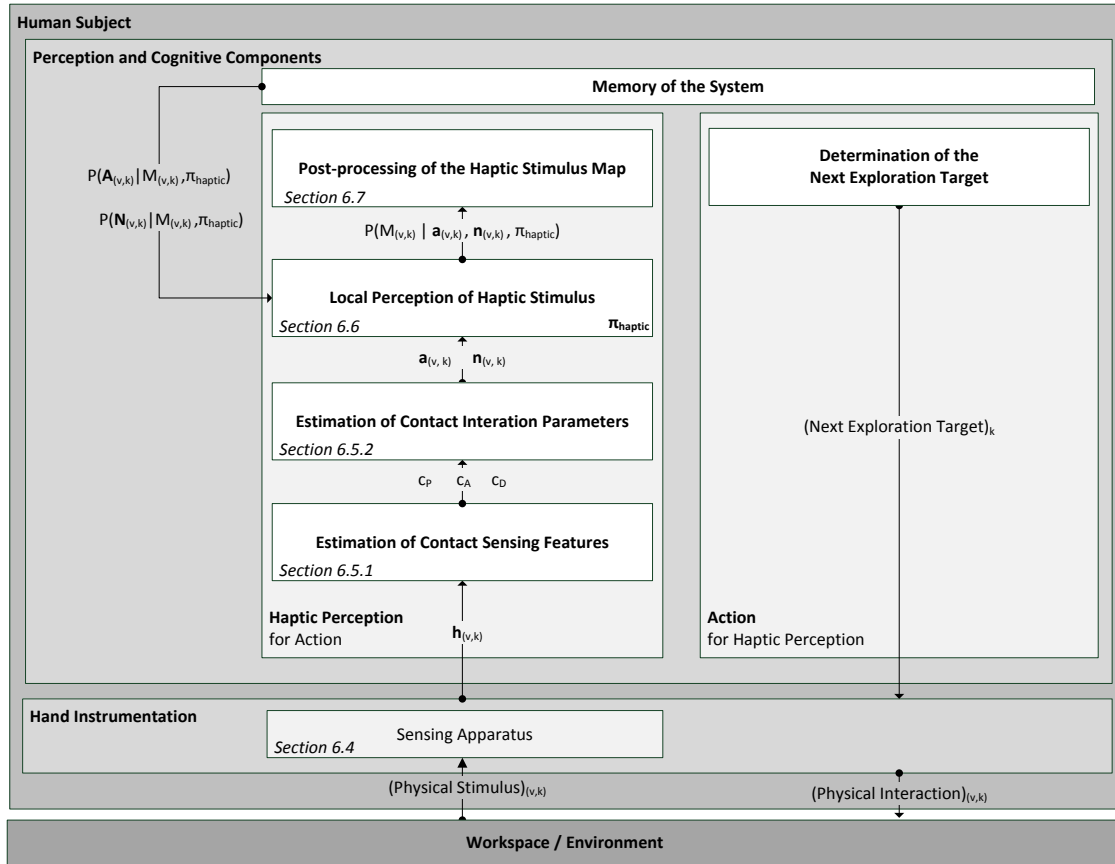 Human Subject
Perception and Cognitive Components
Memory of the System
P(A(v,k)|M(v,k),πhaptic)
P(N(v,k)|M(v,k),πhaptic)
Post-processing of the Haptic Stimulus Map
Section 6.7
P(M(v,k) | a(v,k), n(v,k), πhaptic)
Local Perception of Haptic Stimulus
Section 6.6
πhaptic
a(v, k) n(v, k)
Estimation of Contact Interation Parameters
Section 6.5.2
cP cA cD
Estimation of Contact Sensing Features
Section 6.5.1
Haptic Perception
for Action
h(v,k)
Determination of the
Next Exploration Target
(Next Exploration Target)k
Action
for Haptic Perception
Hand Instrumentation
Sensing Apparatus
Section 6.4
(Physical Stimulus)(v,k)
(Physical Interaction)(v,k)
Workspace / Environment